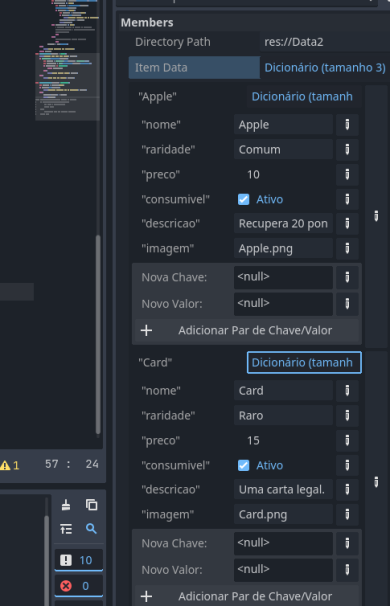 Members
Directory Path res://Data2
Item Data Dicionário (tamanho 3)
"Apple" Dicionário (tamanh
"nome" Apple
"raridade" Comum
"preco" 10
"consumivel" Ativo
"descricao" Recupera 20 pon
"imagem" Apple.png
Nova Chave: <null>
Novo Valor: <null>
+ Adicionar Par de Chave/Valor
"Card" Dicionário (tamanh
"nome" Card
"raridade" Raro
"preco" 15
"consumivel" Ativo
"descricao" Uma carta legal.
"imagem" Card.png
Nova Chave: <null>
Novo Valor: <null>
+ Adicionar Par de Chave/Valor
1 57 : 24
10
0